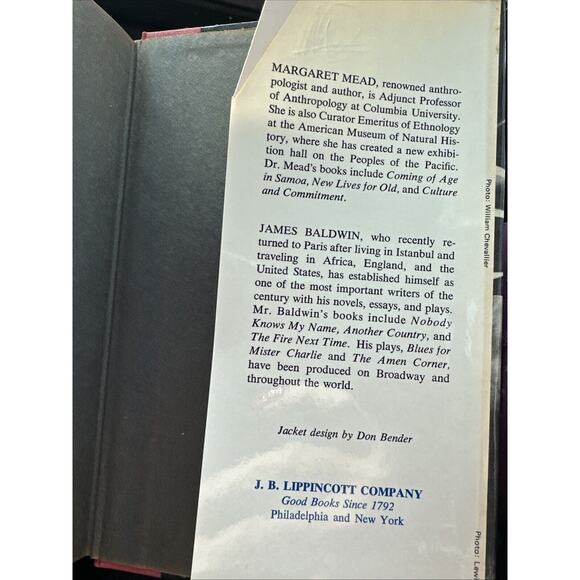 MARGARET MEAD, renowned anthro-
pologist and author, is Adjunct Professor
of Anthropology at Columbia University.
She is also Curator Emeritus of Ethnology
at the American Museum of Natural His-
tory, where she has created a new exhibi-
tion hall on the Peoples of the Pacific.
Dr. Mead's books include Coming of Age
in Samoa, New Lives for Old, and Culture
and Commitment.
JAMES BALDWIN, who recently re-
turned to Paris after living in Istanbul and
traveling in Africa, England, and the
United States, has established himself as
one of the most important writers of the
century with his novels, essays, and plays.
Mr. Baldwin's books include Nobody
Knows My Name, Another Country, and
The Fire Next Time. His plays, Blues for
Mister Charlie and The Amen Corner,
have been produced on Broadway and
throughout the world.
Jacket design by Don Bender
J. B. LIPPINCOTT COMPANY
Good Books Since 1792
Philadelphia and New York
Photo: William Chevallier
Photo: